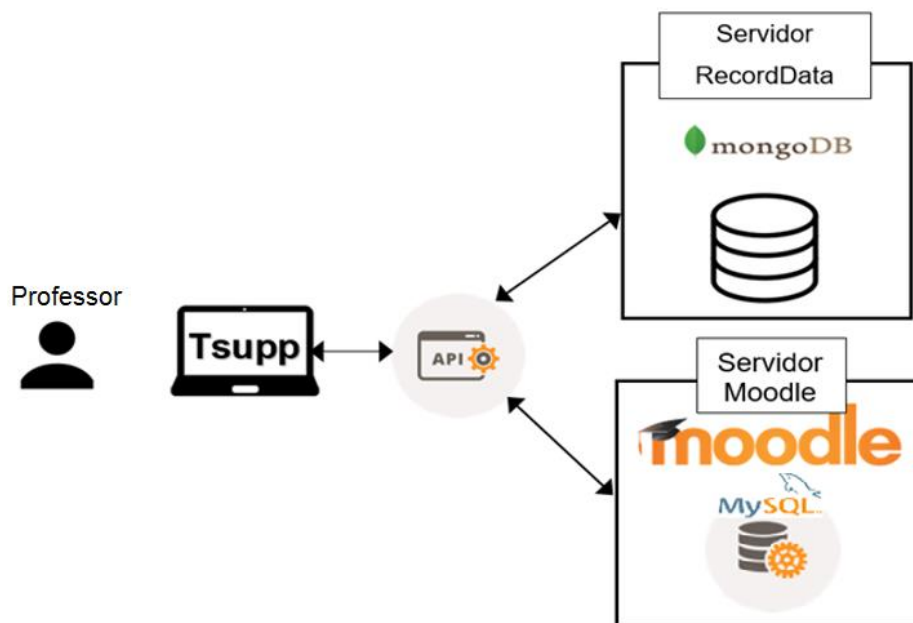 Servidor
RecordData
mongoDB
Professor
Tsupp
API
Servidor
Moodle
moodle
MySQL